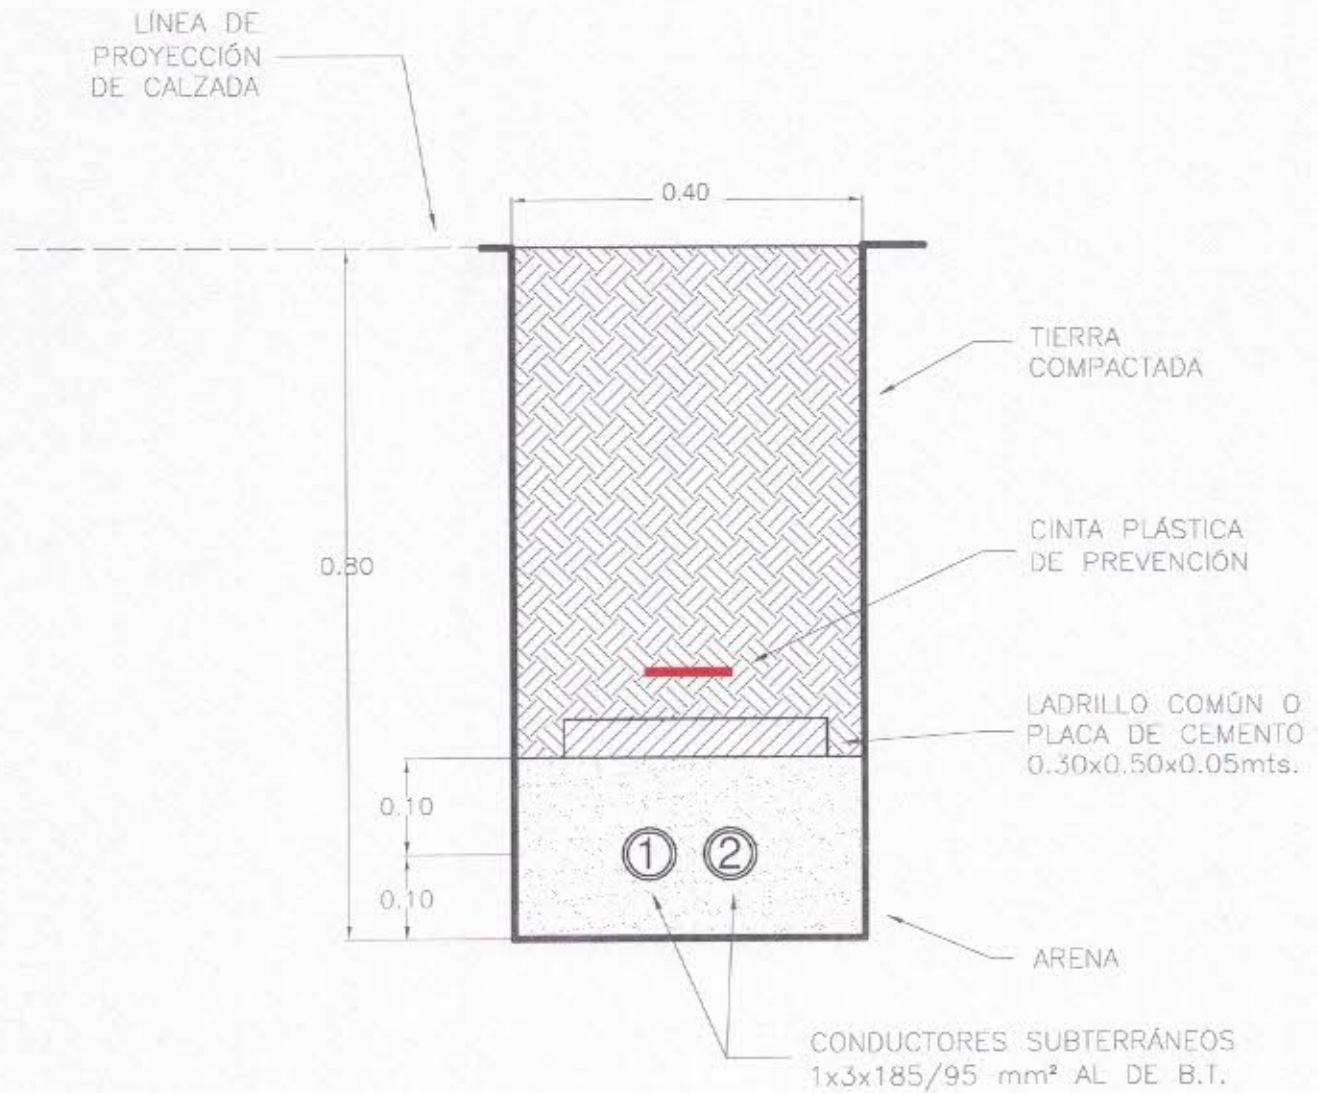 LÍNEA DE
PROYECCIÓN
DE CALZADA
0.40
TIERRA
COMPACTADA
CINTA PLÁSTICA
DE PREVENCIÓN
0.80
LADRILLO COMÚN O
PLACA DE CEMENTO
0.30x0.50x0.05mts.
0.10
1 2
0.10
ARENA
CONDUCTORES SUBTERRÁNEOS
1x3x185/95 mm² AL DE B.T.